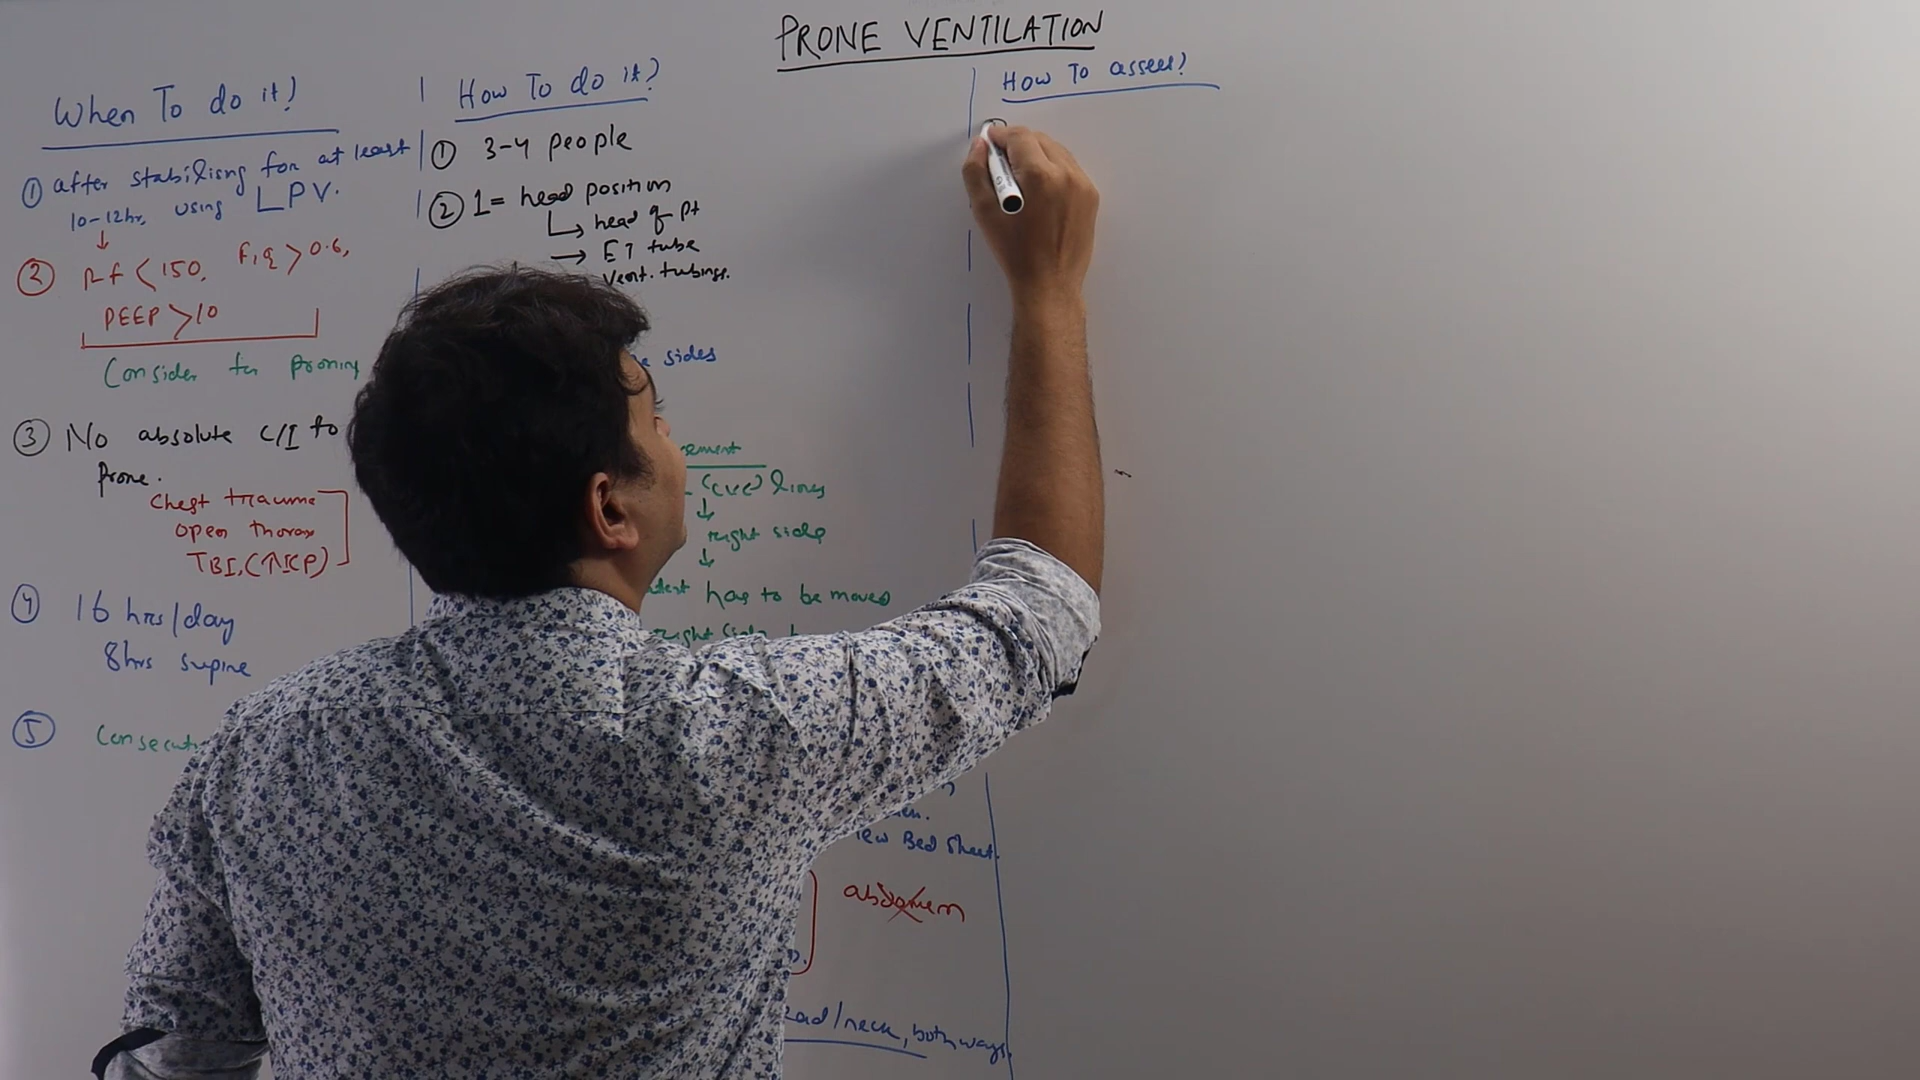 PRONE VENTILATION
When To do it?
① after stabilising for at least
10-12hr, using LPV.
↓
② Pf < 150, FiO2 > 0.6,
PEEP > 10
Consider for proning
③ No absolute C/I to
Prone.
Chest trauma
open thorax
TBI, (↑ICP)
④ 16 hrs/day
8hrs supine
⑤
How To do it?
① 3-4 people
② 1 = head position
↳ head of Pt
→ ET tube
Vent. tubings.
sides
(CVC) lines
↓
right side
↓
has to be moved
right side
New Bed Sheet.
abdomen
head/neck, both ways.
How To assess?